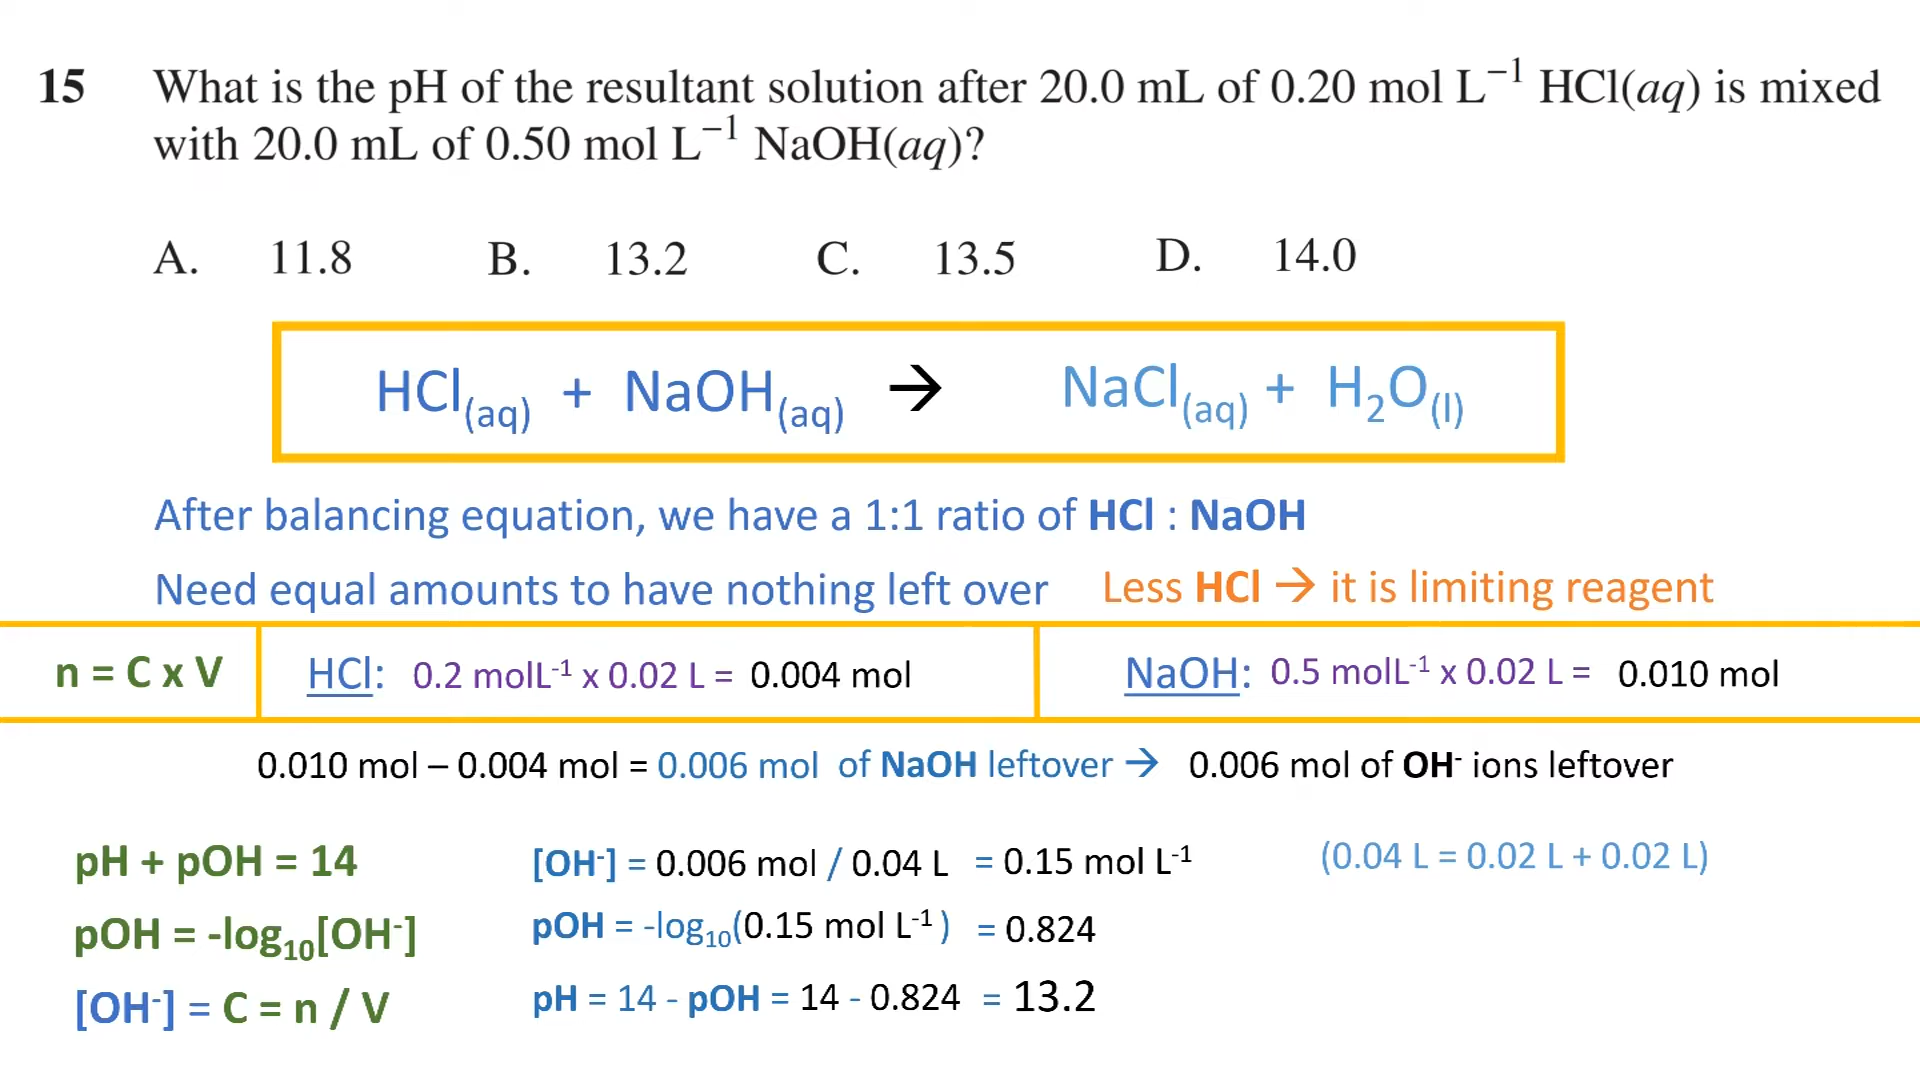 15 What is the pH of the resultant solution after 20.0 mL of 0.20 mol L⁻¹ HCl(aq) is mixed
with 20.0 mL of 0.50 mol L⁻¹ NaOH(aq)?
A. 11.8 B. 13.2 C. 13.5 D. 14.0
HCl(aq) + NaOH(aq) → NaCl(aq) + H₂O(l)
After balancing equation, we have a 1:1 ratio of HCl : NaOH
Need equal amounts to have nothing left over Less HCl → it is limiting reagent
n = C x V HCl: 0.2 molL⁻¹ x 0.02 L = 0.004 mol NaOH: 0.5 molL⁻¹ x 0.02 L = 0.010 mol
0.010 mol – 0.004 mol = 0.006 mol of NaOH leftover → 0.006 mol of OH⁻ ions leftover
pH + pOH = 14 [OH⁻] = 0.006 mol / 0.04 L = 0.15 mol L⁻¹ (0.04 L = 0.02 L + 0.02 L)
pOH = -log₁₀[OH⁻] pOH = -log₁₀(0.15 mol L⁻¹ ) = 0.824
[OH⁻] = C = n / V pH = 14 - pOH = 14 - 0.824 = 13.2